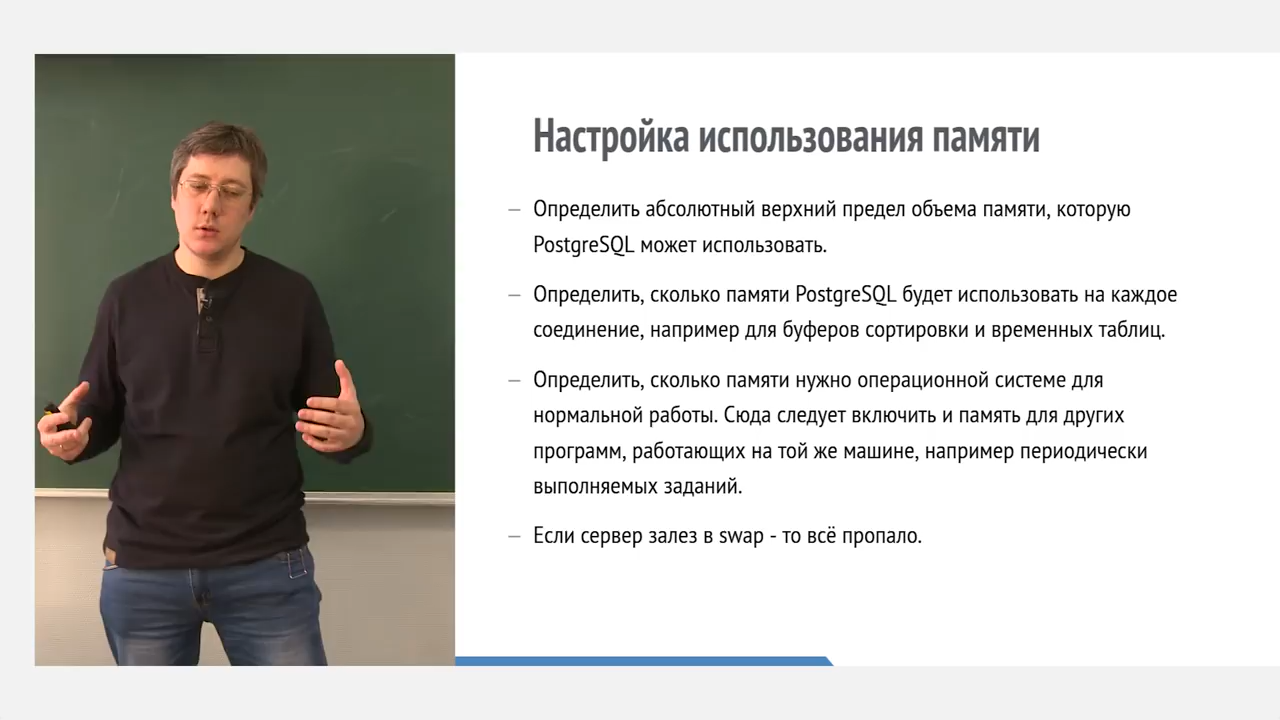 Настройка использования памяти
– Определить абсолютный верхний предел объема памяти, которую
PostgreSQL может использовать.
– Определить, сколько памяти PostgreSQL будет использовать на каждое
соединение, например для буферов сортировки и временных таблиц.
– Определить, сколько памяти нужно операционной системе для
нормальной работы. Сюда следует включить и память для других
программ, работающих на той же машине, например периодически
выполняемых заданий.
– Если сервер залез в swap - то всё пропало.